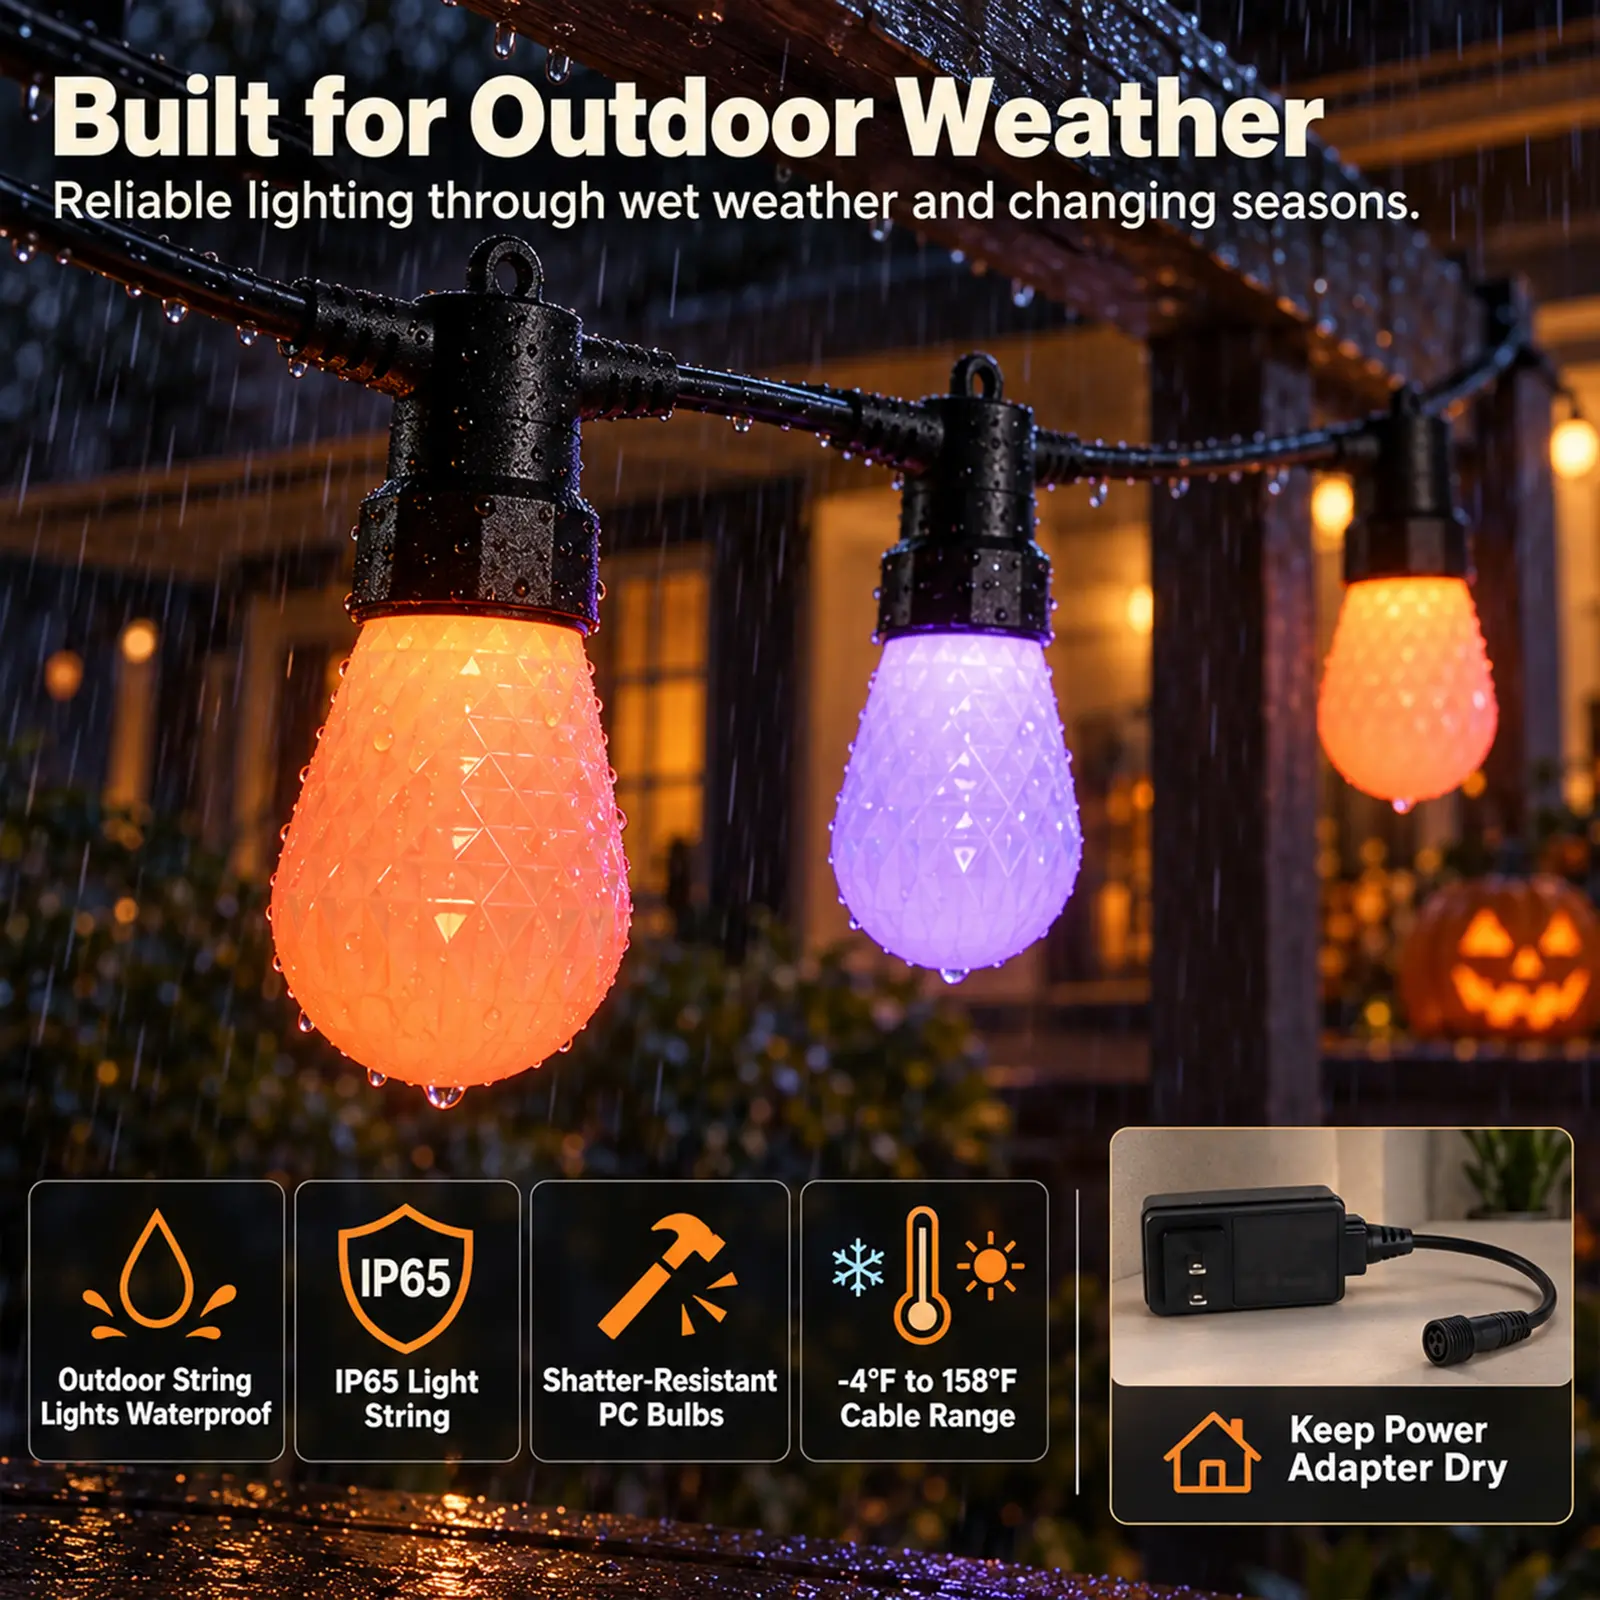 Built for Outdoor Weather
Reliable lighting through wet weather and changing seasons.
Outdoor String
Lights Waterproof
IP65
IP65 Light
String
Shatter-Resistant
PC Bulbs
-4°F to 158°F
Cable Range
Keep Power
Adapter Dry